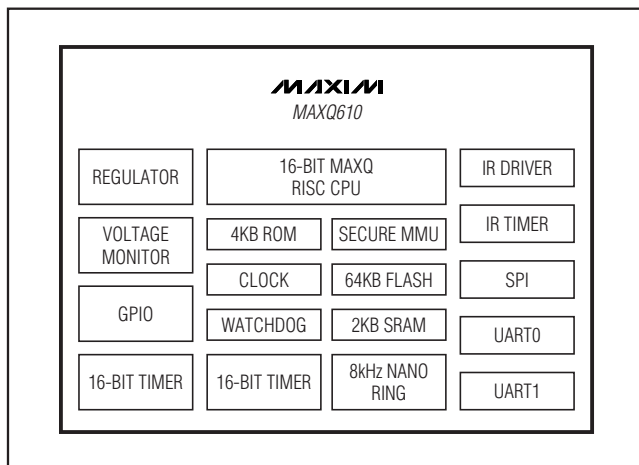 MAXIM
MAXQ610
REGULATOR
16-BIT MAXQ
RISC CPU
IR DRIVER
VOLTAGE
MONITOR
4KB ROM
SECURE MMU
IR TIMER
CLOCK
64KB FLASH
SPI
GPIO
WATCHDOG
2KB SRAM
UART0
16-BIT TIMER
16-BIT TIMER
8kHz NANO
RING
UART1